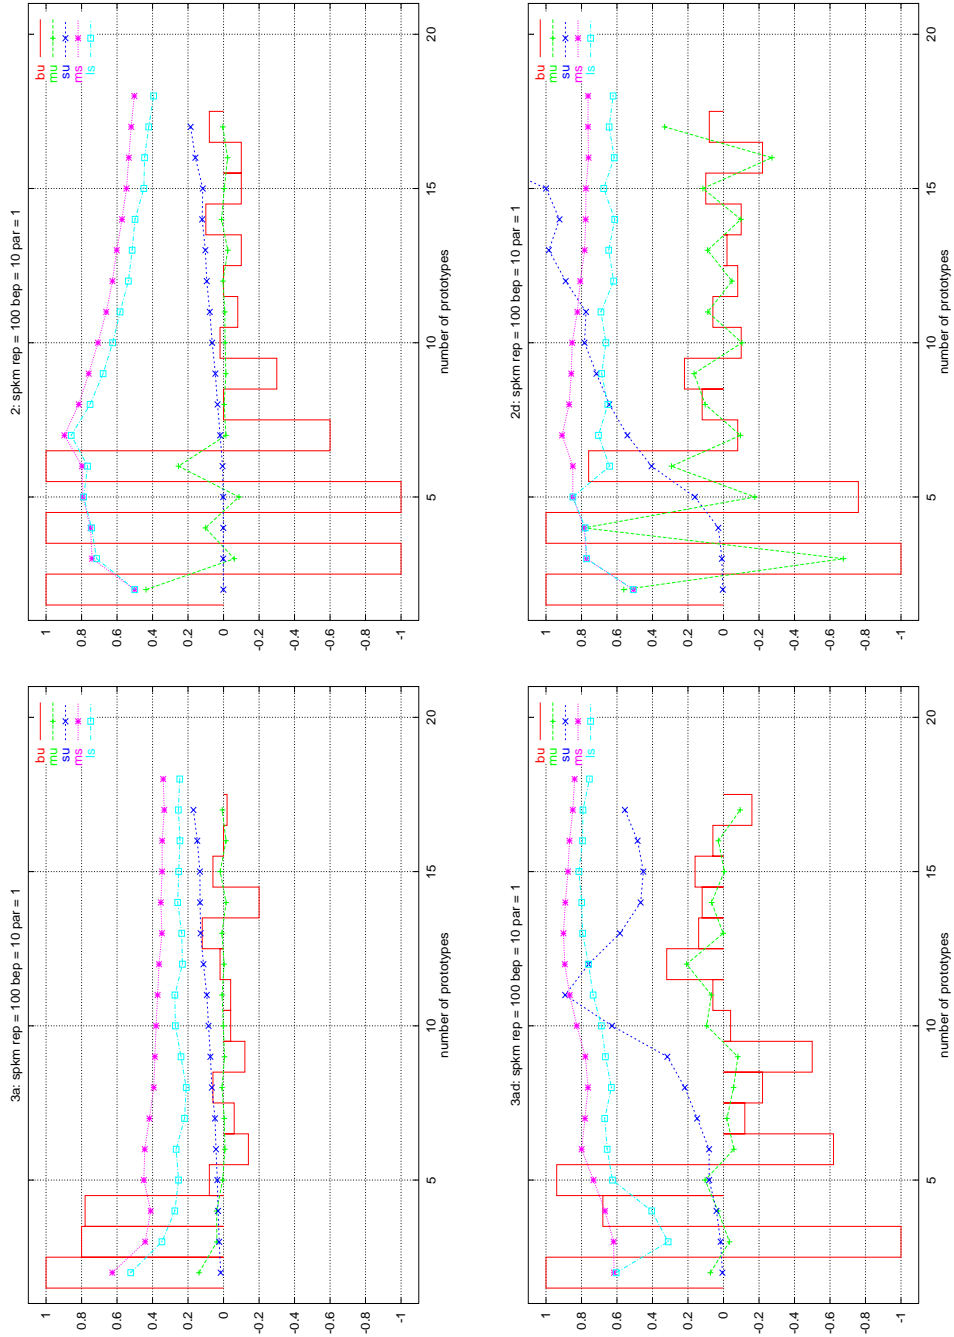 3a: spkm rep = 100 bep = 10 par = 1
bu
mu
su
ms
ls
1
0.8
0.6
0.4
0.2
0
-0.2
-0.4
-0.6
-0.8
-1
5
10
15
20
number of prototypes
2: spkm rep = 100 bep = 10 par = 1
bu
mu
su
ms
ls
1
0.8
0.6
0.4
0.2
0
-0.2
-0.4
-0.6
-0.8
-1
5
10
15
20
number of prototypes
3ad: spkm rep = 100 bep = 10 par = 1
bu
mu
su
ms
ls
1
0.8
0.6
0.4
0.2
0
-0.2
-0.4
-0.6
-0.8
-1
5
10
15
20
number of prototypes
2d: spkm rep = 100 bep = 10 par = 1
bu
mu
su
ms
ls
1
0.8
0.6
0.4
0.2
0
-0.2
-0.4
-0.6
-0.8
-1
5
10
15
20
number of prototypes